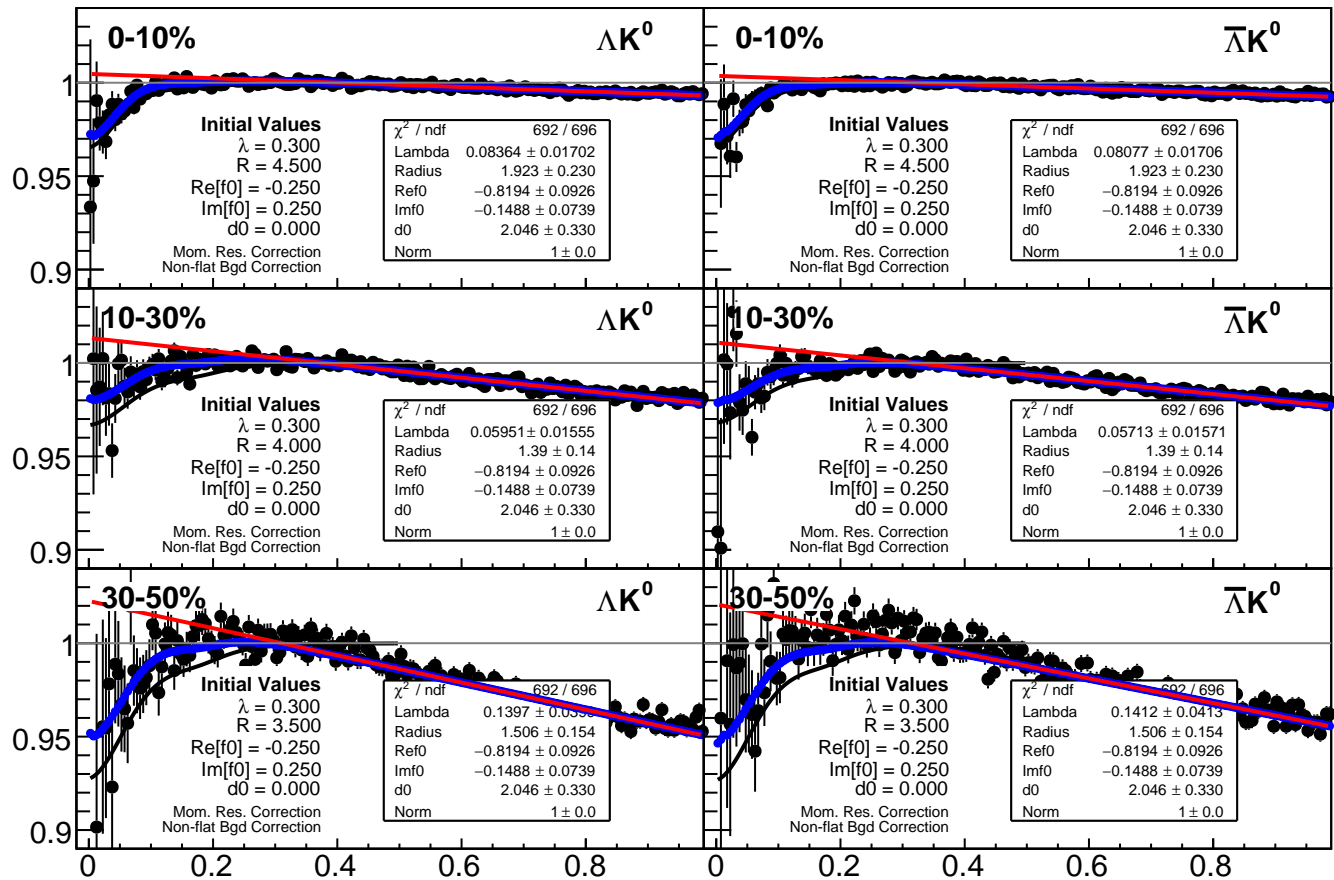 0-10%
ΛK⁰
1
0.95
0.9
Initial Values
λ = 0.300
R = 4.500
Re[f0] = -0.250
Im[f0] = 0.250
d0 = 0.000
Mom. Res. Correction
Non-flat Bgd Correction
χ² / ndf 692 / 696
Lambda 0.08364 ± 0.01702
Radius 1.923 ± 0.230
Ref0 −0.8194 ± 0.0926
Imf0 −0.1488 ± 0.0739
d0 2.046 ± 0.330
Norm 1 ± 0.0
0-10%
Λ̅K⁰
Initial Values
λ = 0.300
R = 4.500
Re[f0] = -0.250
Im[f0] = 0.250
d0 = 0.000
Mom. Res. Correction
Non-flat Bgd Correction
χ² / ndf 692 / 696
Lambda 0.08077 ± 0.01706
Radius 1.923 ± 0.230
Ref0 −0.8194 ± 0.0926
Imf0 −0.1488 ± 0.0739
d0 2.046 ± 0.330
Norm 1 ± 0.0
10-30%
ΛK⁰
1
0.95
0.9
Initial Values
λ = 0.300
R = 4.000
Re[f0] = -0.250
Im[f0] = 0.250
d0 = 0.000
Mom. Res. Correction
Non-flat Bgd Correction
χ² / ndf 692 / 696
Lambda 0.05951 ± 0.01555
Radius 1.39 ± 0.14
Ref0 −0.8194 ± 0.0926
Imf0 −0.1488 ± 0.0739
d0 2.046 ± 0.330
Norm 1 ± 0.0
10-30%
Λ̅K⁰
Initial Values
λ = 0.300
R = 4.000
Re[f0] = -0.250
Im[f0] = 0.250
d0 = 0.000
Mom. Res. Correction
Non-flat Bgd Correction
χ² / ndf 692 / 696
Lambda 0.05713 ± 0.01571
Radius 1.39 ± 0.14
Ref0 −0.8194 ± 0.0926
Imf0 −0.1488 ± 0.0739
d0 2.046 ± 0.330
Norm 1 ± 0.0
30-50%
ΛK⁰
1
0.95
0.9
Initial Values
λ = 0.300
R = 3.500
Re[f0] = -0.250
Im[f0] = 0.250
d0 = 0.000
Mom. Res. Correction
Non-flat Bgd Correction
χ² / ndf 692 / 696
Lambda 0.1397 ±
Radius 1.506 ± 0.154
Ref0 −0.8194 ± 0.0926
Imf0 −0.1488 ± 0.0739
d0 2.046 ± 0.330
Norm 1 ± 0.0
30-50%
Λ̅K⁰
Initial Values
λ = 0.300
R = 3.500
Re[f0] = -0.250
Im[f0] = 0.250
d0 = 0.000
Mom. Res. Correction
Non-flat Bgd Correction
χ² / ndf 692 / 696
Lambda 0.1412 ± 0.0413
Radius 1.506 ± 0.154
Ref0 −0.8194 ± 0.0926
Imf0 −0.1488 ± 0.0739
d0 2.046 ± 0.330
Norm 1 ± 0.0
0 0.2 0.4 0.6 0.8 0 0.2 0.4 0.6 0.8